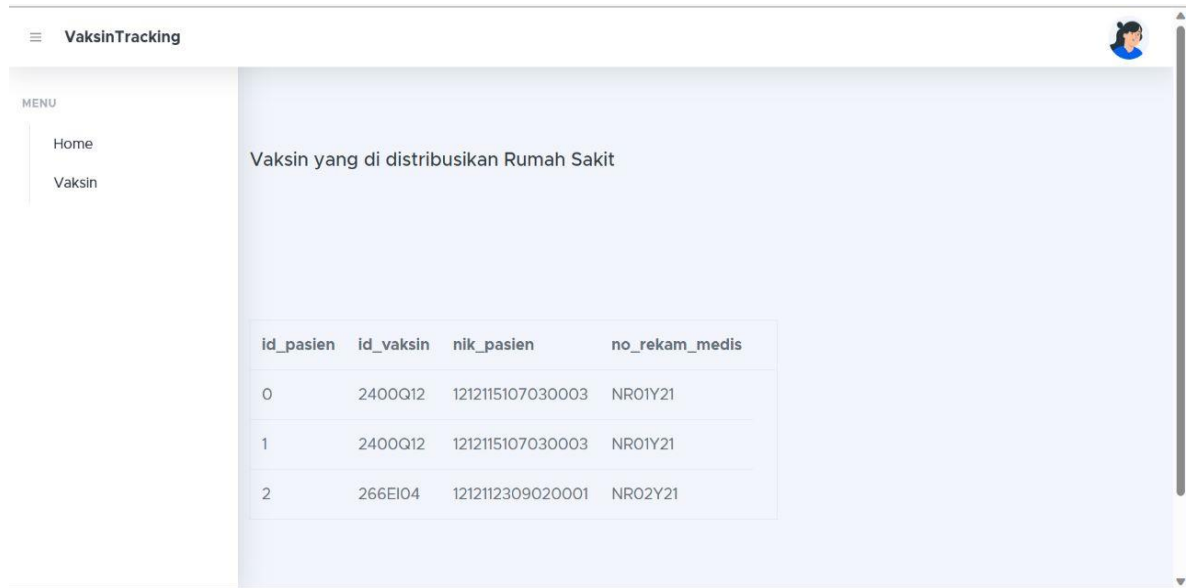 VaksinTracking
MENU
Home
Vaksin
Vaksin yang di distribusikan Rumah Sakit
id_pasien id_vaksin nik_pasien no_rekam_medis
0 2400Q12 1212115107030003 NR01Y21
1 2400Q12 1212115107030003 NR01Y21
2 266EI04 1212112309020001 NR02Y21